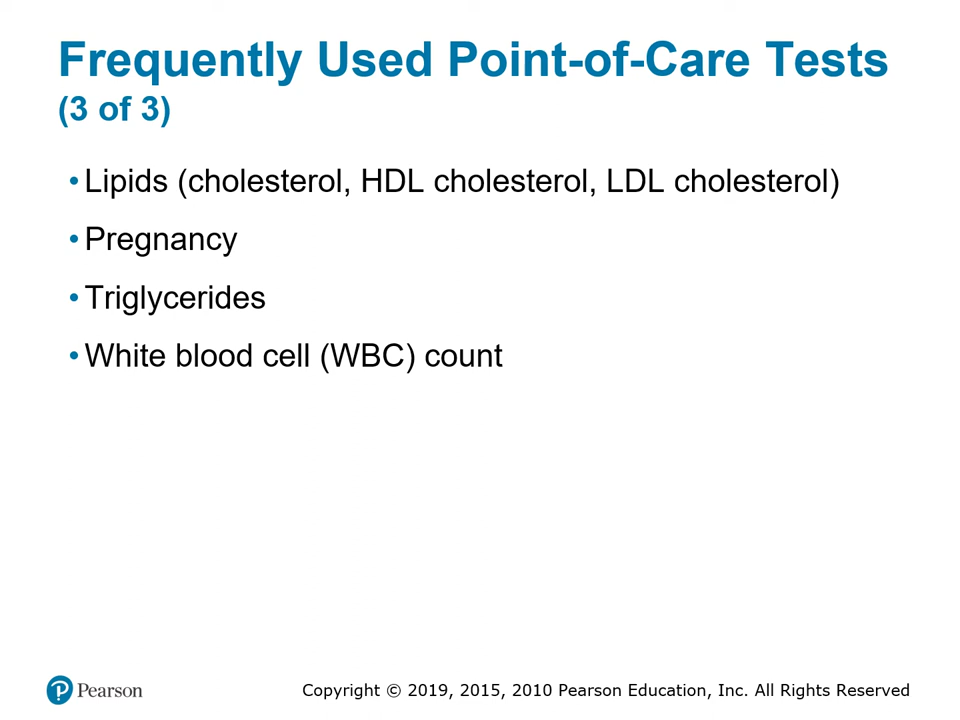 Frequently Used Point-of-Care Tests
(3 of 3)
• Lipids (cholesterol, HDL cholesterol, LDL cholesterol)
• Pregnancy
• Triglycerides
• White blood cell (WBC) count
Pearson
Copyright © 2019, 2015, 2010 Pearson Education, Inc. All Rights Reserved